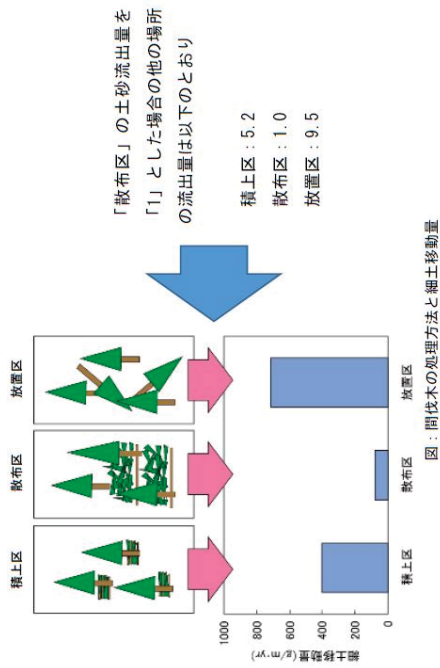 積上区
散布区
放置区
細土移動量(g/m･yr)
1000
800
600
400
200
0
積上区
散布区
放置区
「散布区」の土砂流出量を
「1」とした場合の他の場所
の流出量は以下のとおり
積上区：5.2
散布区：1.0
放置区：9.5
図：間伐木の処理方法と細土移動量